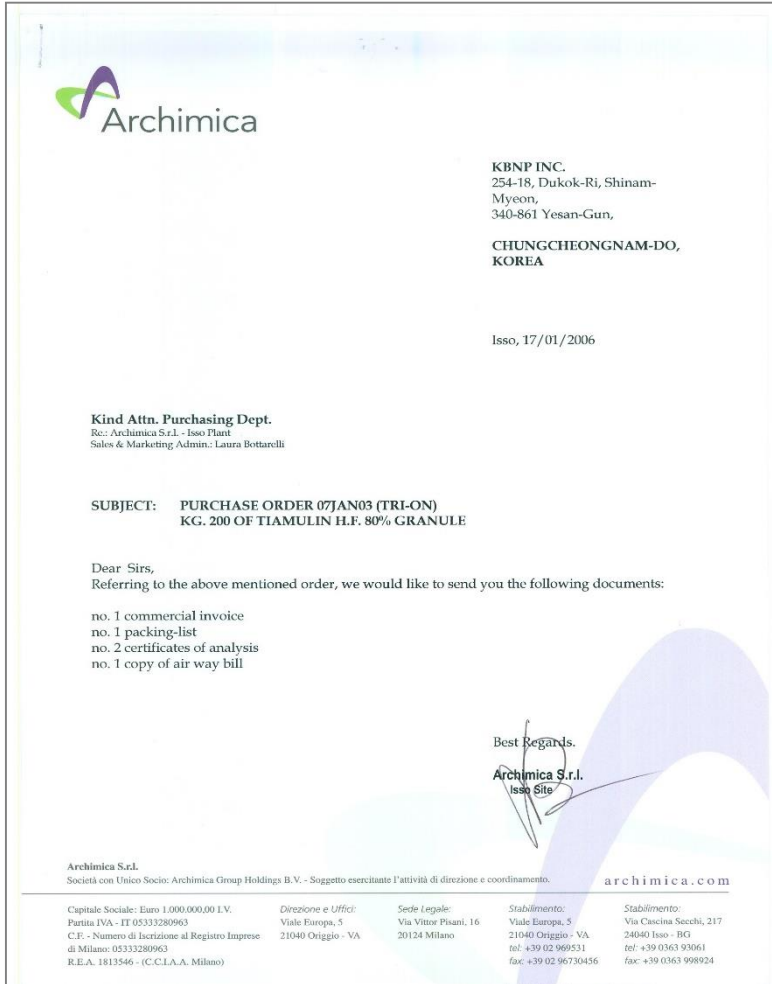 Archimica
KBNP INC.
254-18, Dukok-Ri, Shinam-
Myeon,
340-861 Yesan-Gun,
CHUNGCHEONGNAM-DO,
KOREA
Isso, 17/01/2006
Kind Attn. Purchasing Dept.
Re.: Archimica S.r.l. - Isso Plant
Sales & Marketing Admin.: Laura Bottarelli
SUBJECT: PURCHASE ORDER 07JAN03 (TRI-ON)
KG. 200 OF TIAMULIN H.F. 80% GRANULE
Dear Sirs,
Referring to the above mentioned order, we would like to send you the following documents:
no. 1 commercial invoice
no. 1 packing-list
no. 2 certificates of analysis
no. 1 copy of air way bill
Best Regards.
Archimica S.r.l.
Isso Site
Archimica S.r.l.
Società con Unico Socio: Archimica Group Holdings B.V. - Soggetto esercitante l'attività di direzione e coordinamento.
archimica.com
Capitale Sociale: Euro 1.000.000,00 I.V.
Partita IVA - IT 05333280963
C.F. - Numero di Iscrizione al Registro Imprese
di Milano: 05333280963
R.E.A. 1813546 - (C.C.I.A.A. Milano)
Direzione e Uffici:
Viale Europa, 5
21040 Origgio - VA
Sede Legale:
Via Vittor Pisani, 16
20124 Milano
Stabilimento:
Viale Europa, 5
21040 Origgio - VA
tel: +39 02 969531
fax: +39 02 96730456
Stabilimento:
Via Cascina Secchi, 217
24040 Isso - BG
tel: +39 0363 93061
fax: +39 0363 998924